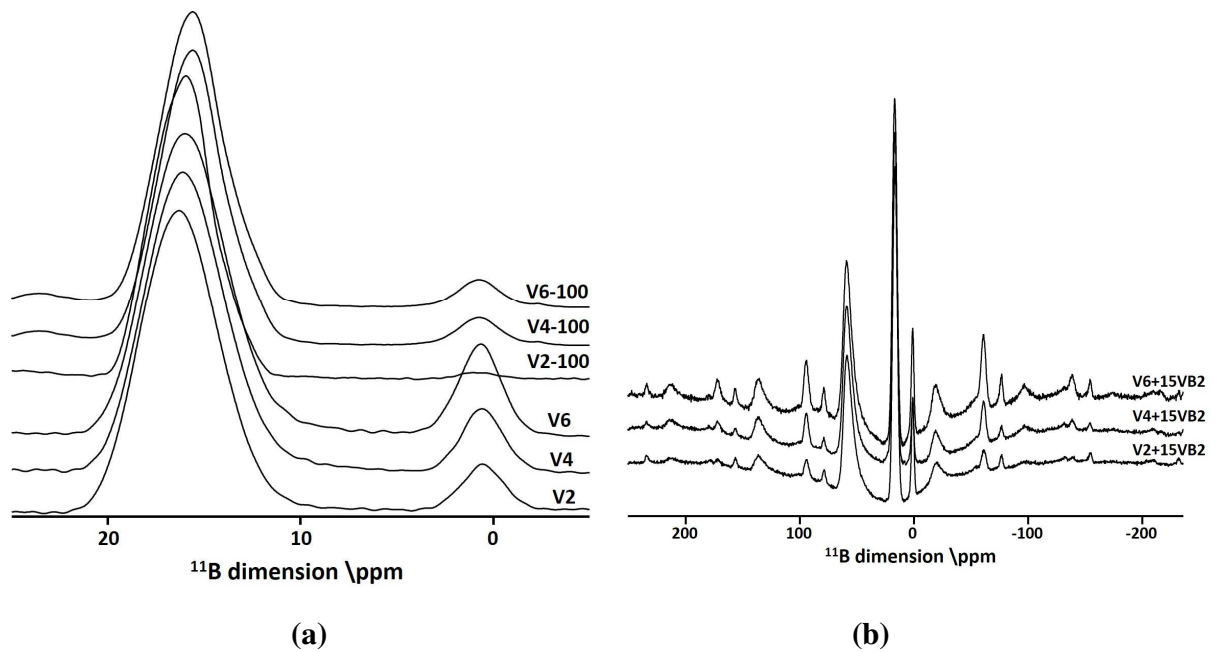 V6-100
V4-100
V2-100
V6
V4
V2
20 10 0
¹¹B dimension \ppm
(a)
V6+15VB2
V4+15VB2
V2+15VB2
200 100 0 -100 -200
¹¹B dimension \ppm
(b)